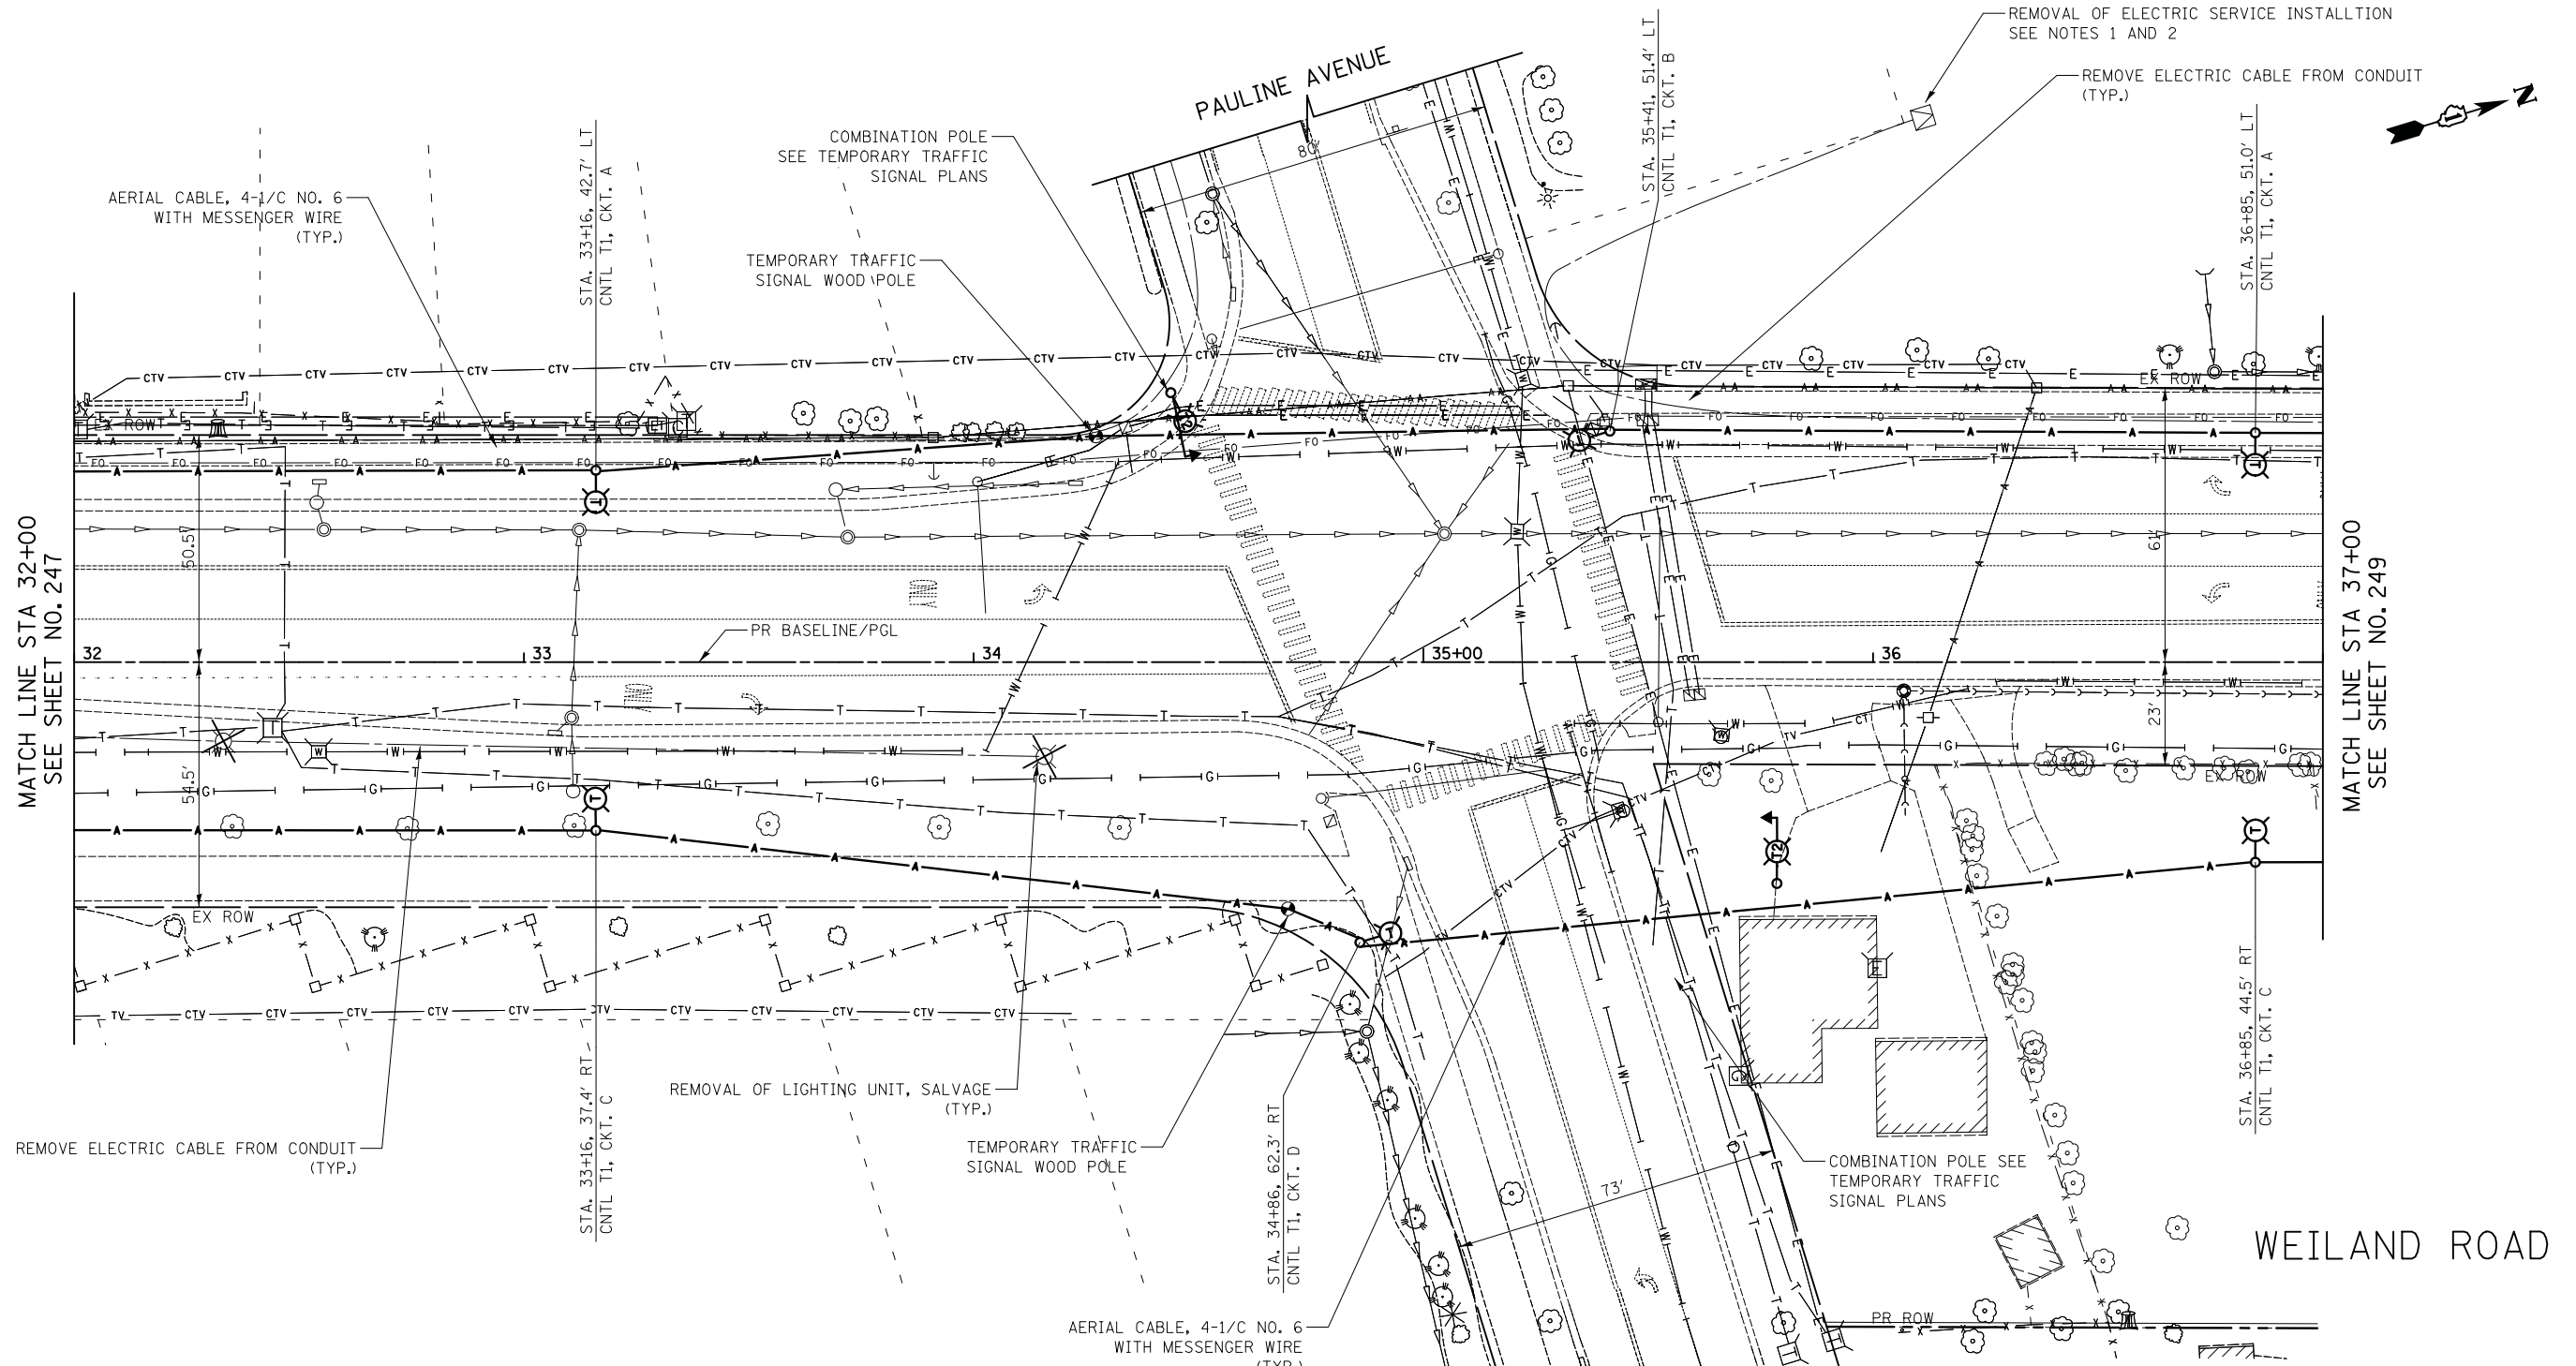 REMOVAL OF ELECTRIC SERVICE INSTALLTION
SEE NOTES 1 AND 2
REMOVE ELECTRIC CABLE FROM CONDUIT
(TYP.)
N
PAULINE AVENUE
80'
COMBINATION POLE
SEE TEMPORARY TRAFFIC
SIGNAL PLANS
STA. 33+16, 42.7' LT
CNTL T1, CKT. A
STA. 35+41, 51.4' LT
CNTL T1, CKT. B
STA. 36+85, 51.0' LT
CNTL T1, CKT. A
AERIAL CABLE, 4-1/C NO. 6
WITH MESSENGER WIRE
(TYP.)
TEMPORARY TRAFFIC
SIGNAL WOOD POLE
EX ROW
EX ROW
MATCH LINE STA 32+00
SEE SHEET NO. 247
50.5'
61'
MATCH LINE STA 37+00
SEE SHEET NO. 249
PR BASELINE/PGL
32
33
34
35+00
36
54.5'
23'
EX ROW
T2
EX ROW
REMOVAL OF LIGHTING UNIT, SALVAGE
(TYP.)
REMOVE ELECTRIC CABLE FROM CONDUIT
(TYP.)
STA. 33+16, 37.4' RT
CNTL T1, CKT. C
TEMPORARY TRAFFIC
SIGNAL WOOD POLE
STA. 34+86, 62.3' RT
CNTL T1, CKT. D
73'
COMBINATION POLE SEE
TEMPORARY TRAFFIC
SIGNAL PLANS
STA. 36+85, 44.5' RT
CNTL T1, CKT. C
WEILAND ROAD
PR ROW
AERIAL CABLE, 4-1/C NO. 6
WITH MESSENGER WIRE
(TYP.)